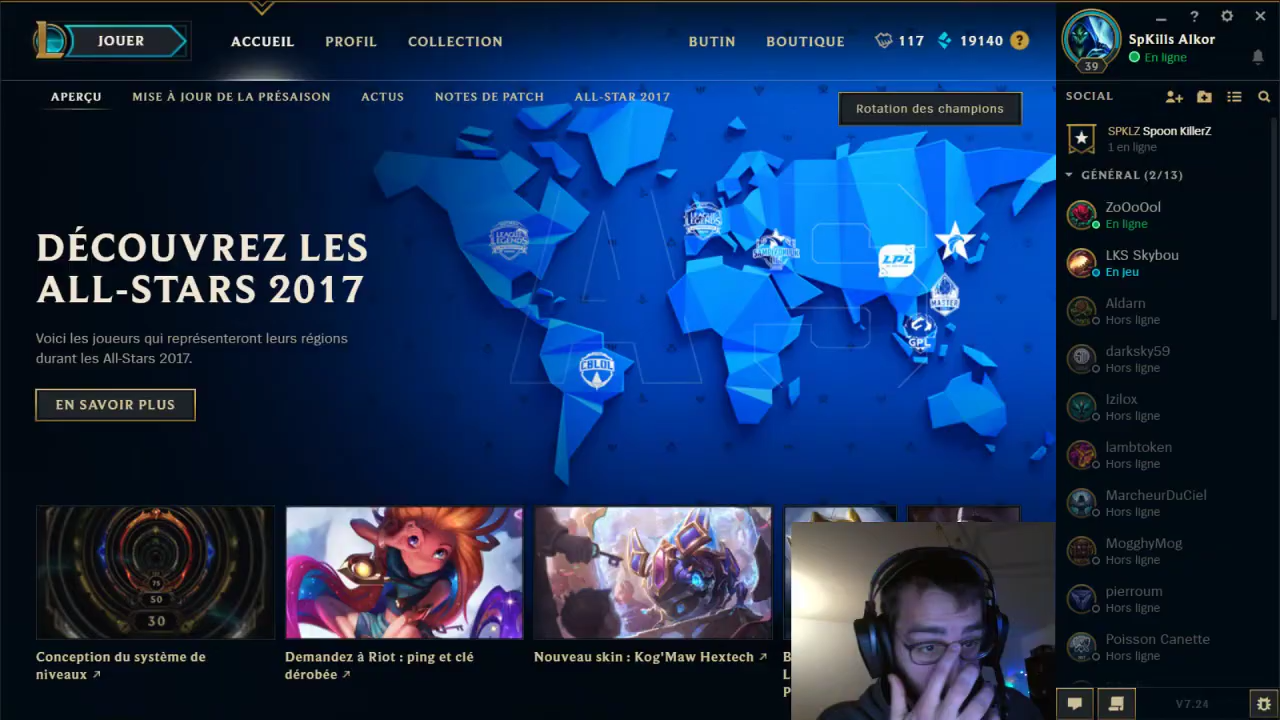 JOUER
ACCUEIL
PROFIL
COLLECTION
BUTIN
BOUTIQUE
117
19140
?
?
SpKills Alkor
En ligne
39
APERÇU
MISE À JOUR DE LA PRÉSAISON
ACTUS
NOTES DE PATCH
ALL-STAR 2017
Rotation des champions
SOCIAL
SPKLZ Spoon KillerZ
1 en ligne
GÉNÉRAL (2/13)
ZoOoOol
En ligne
LKS Skybou
En jeu
Aldarn
Hors ligne
darksky59
Hors ligne
Izilox
Hors ligne
lambtoken
Hors ligne
MarcheurDuCiel
Hors ligne
MogghyMog
Hors ligne
pierroum
Hors ligne
Poisson Canette
Hors ligne
V7.24
DÉCOUVREZ LES
ALL-STARS 2017
Voici les joueurs qui représenteront leurs régions
durant les All-Stars 2017.
EN SAVOIR PLUS
LEAGUE
LEGENDS
LEAGUE
LEGENDS
LPL
MASTER
GPL
CBLOL
75
50
30
Conception du système de
niveaux
Demandez à Riot : ping et clé
dérobée
Nouveau skin : Kog'Maw Hextech
B
L
P